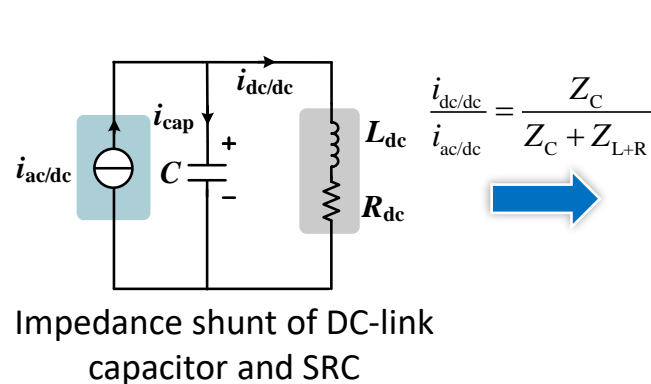 i_dc/dc
i_cap
+
i_ac/dc
C
−
L_dc
R_dc
i_dc/dc / i_ac/dc = Z_C / (Z_C + Z_L+R)
Impedance shunt of DC-link
capacitor and SRC